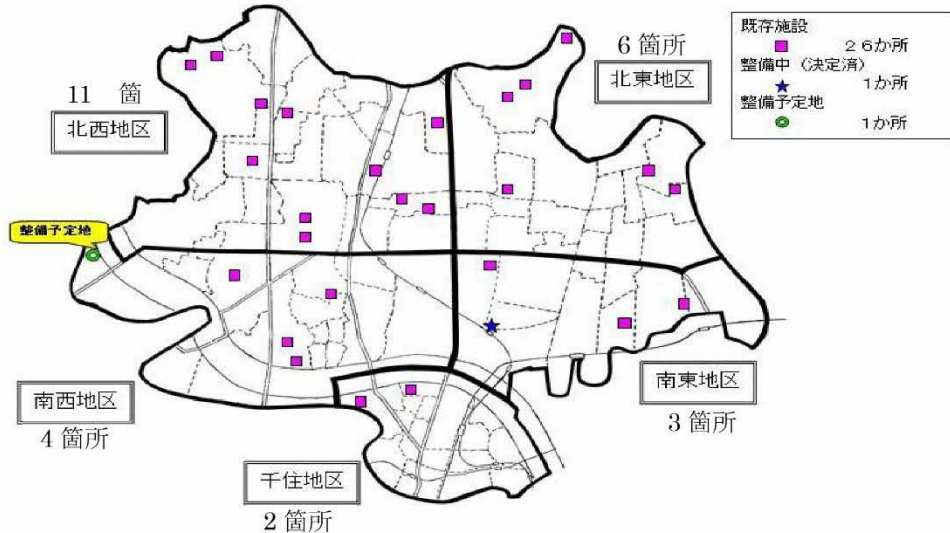 既存施設
26か所
整備中（決定済）
1か所
整備予定地
1か所
6箇所
北東地区
11 箇
北西地区
整備予定地
南西地区
4箇所
南東地区
3箇所
千住地区
2箇所